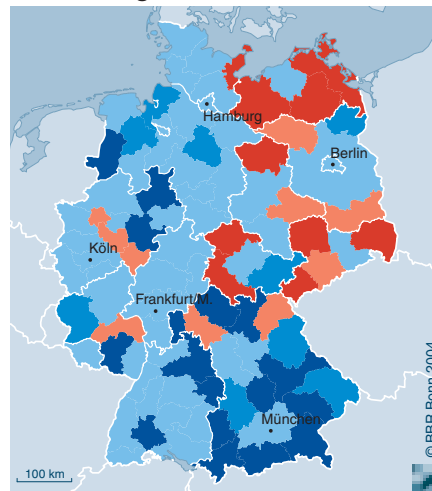 Hamburg
Berlin
Köln
Frankfurt/M.
München
100 km
© BBR Bonn 2004